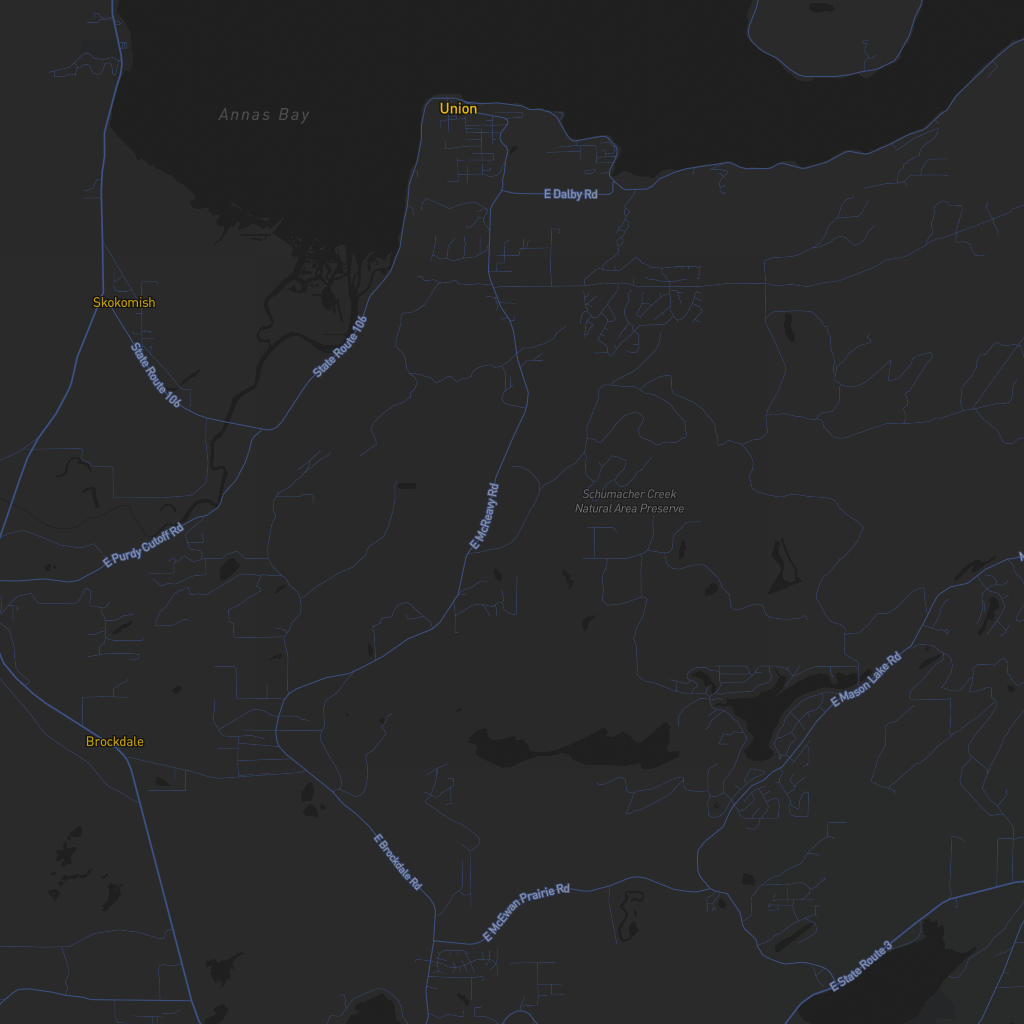 Union
Annas Bay
E Dalby Rd
Skokomish
State Route 106
State Route 106
Schumacher Creek
Natural Area Preserve
E McReavy Rd
E Purdy Cutoff Rd
E Mason Lake Rd
Brockdale
E Brockdale Rd
E McEwan Prairie Rd
E State Route 3